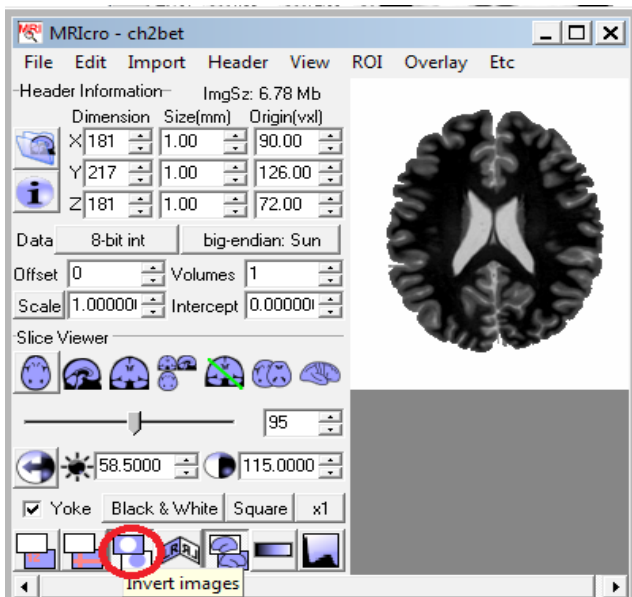 MRIcro - ch2bet
File Edit Import Header View ROI Overlay Etc
Header Information ImgSz: 6.78 Mb
Dimension Size(mm) Origin(vxl)
X 181 1.00 90.00
Y 217 1.00 126.00
Z 181 1.00 72.00
Data 8-bit int big-endian: Sun
Offset 0 Volumes 1
Scale 1.00000 Intercept 0.00000
Slice Viewer
95
58.5000 115.0000
Yoke Black & White Square x1
Invert images